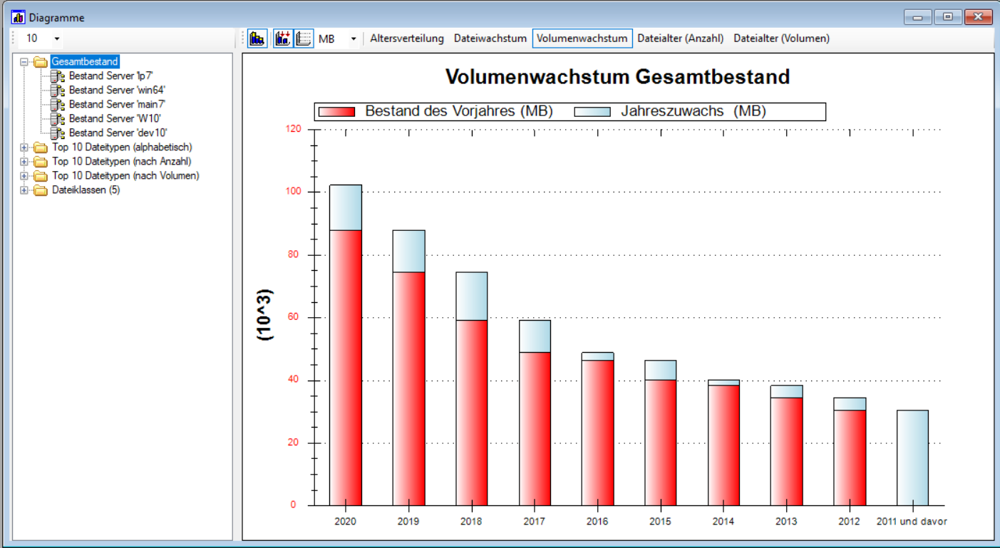 Diagramme
10
MB Altersverteilung Dateiwachstum Volumenwachstum Dateialter (Anzahl) Dateialter (Volumen)
Gesamtbestand
Bestand Server 'lp7'
Bestand Server 'win64'
Bestand Server 'main7'
Bestand Server 'W10'
Bestand Server 'dev10'
Top 10 Dateitypen (alphabetisch)
Top 10 Dateitypen (nach Anzahl)
Top 10 Dateitypen (nach Volumen)
Dateiklassen (5)
Volumenwachstum Gesamtbestand
Bestand des Vorjahres (MB) Jahreszuwachs (MB)
120
100
80
60
40
20
0
(10^3)
2020 2019 2018 2017 2016 2015 2014 2013 2012 2011 und davor